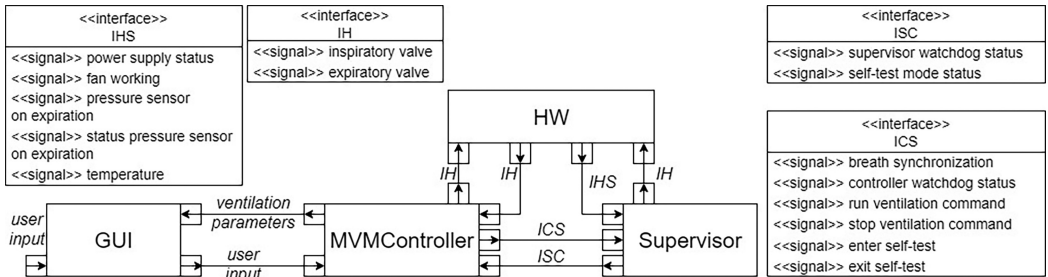 <<interface>>
IHS
<<signal>> power supply status
<<signal>> fan working
<<signal>> pressure sensor
on expiration
<<signal>> status pressure sensor
on expiration
<<signal>> temperature
<<interface>>
IH
<<signal>> inspiratory valve
<<signal>> expiratory valve
<<interface>>
ISC
<<signal>> supervisor watchdog status
<<signal>> self-test mode status
<<interface>>
ICS
<<signal>> breath synchronization
<<signal>> controller watchdog status
<<signal>> run ventilation command
<<signal>> stop ventilation command
<<signal>> enter self-test
<<signal>> exit self-test
HW
IH
IH
IHS
IH
user
input
GUI
ventilation
parameters
user
input
MVMController
ICS
ISC
Supervisor